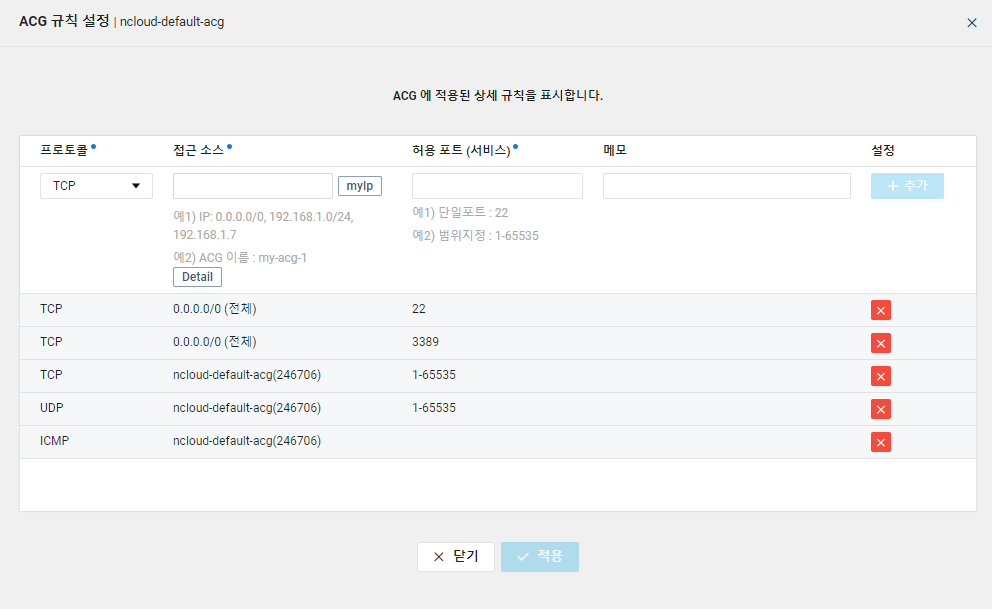 ACG 규칙 설정 | ncloud-default-acg
ACG 에 적용된 상세 규칙을 표시합니다.
프로토콜 접근 소스 허용 포트 (서비스) 메모 설정
TCP myIp + 추가
예1) IP: 0.0.0.0/0, 192.168.1.0/24,
192.168.1.7
예2) ACG 이름 : my-acg-1
Detail
예1) 단일포트 : 22
예2) 범위지정 : 1-65535
TCP 0.0.0.0/0 (전체) 22
TCP 0.0.0.0/0 (전체) 3389
TCP ncloud-default-acg(246706) 1-65535
UDP ncloud-default-acg(246706) 1-65535
ICMP ncloud-default-acg(246706)
닫기 적용